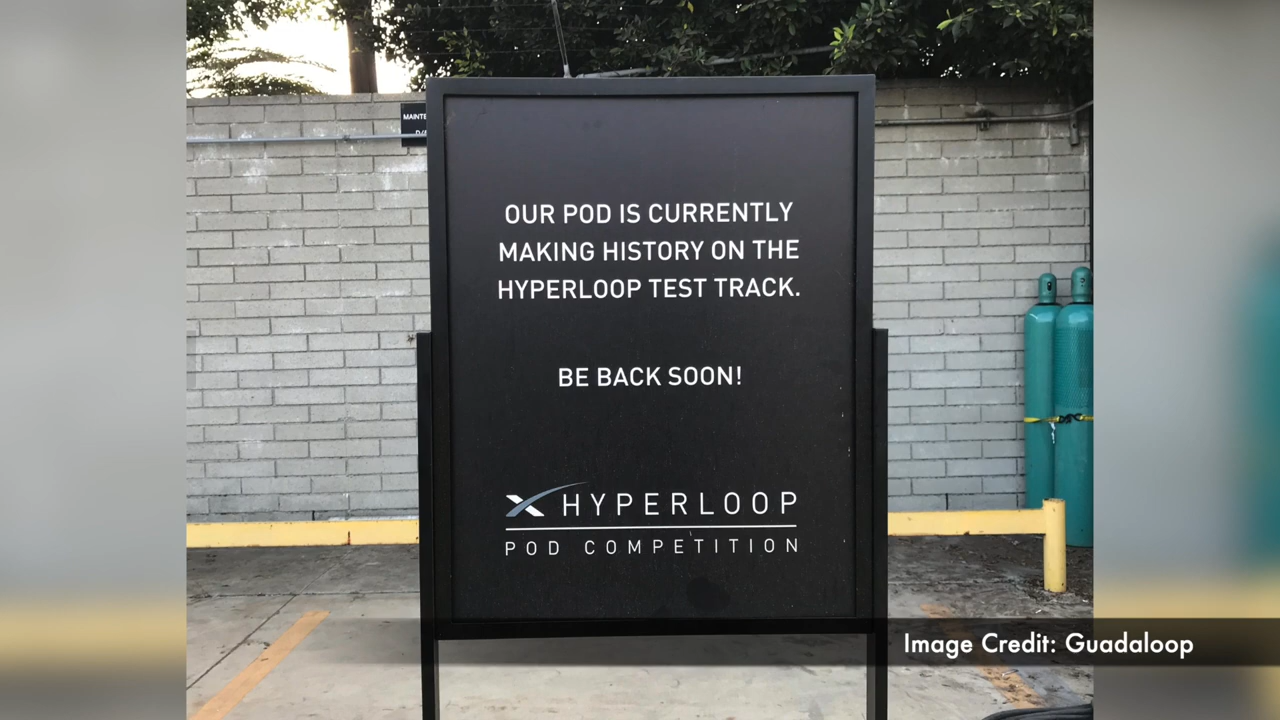 MAINTE
OUR POD IS CURRENTLY
MAKING HISTORY ON THE
HYPERLOOP TEST TRACK.
BE BACK SOON!
X HYPERLOOP
POD COMPETITION
Image Credit: Guadaloop